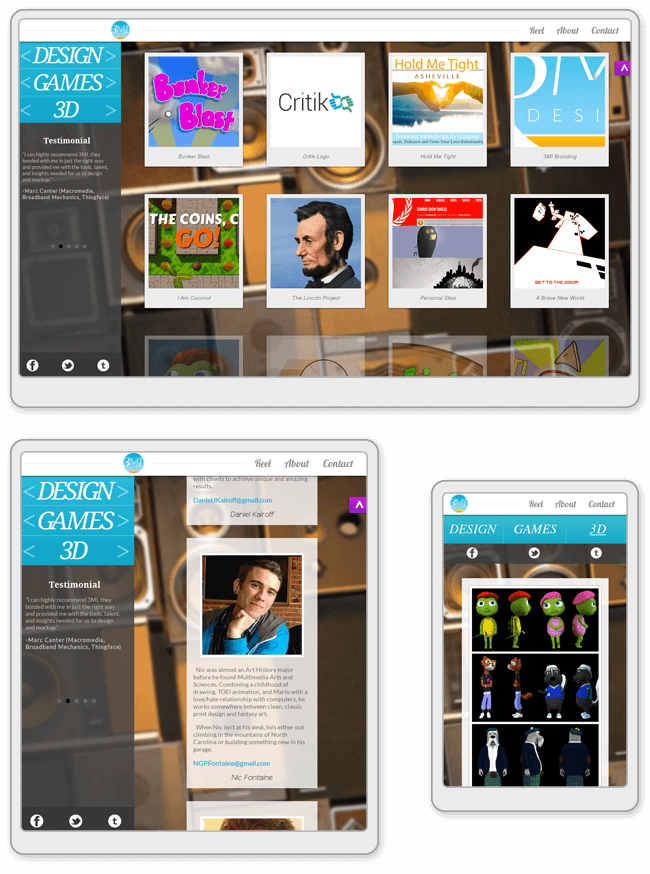 3MJ
Reel About Contact
< DESIGN >
< GAMES >
< 3D >
Testimonial
"I can highly recommend 3MJ, they
bonded with me in just the right way
and provided me with the tools, talent,
and insights needed for us to design
and mockup."
-Marc Canter (Macromedia,
Broadband Mechanics, Thingface)
Bunker
Blast
Bunker Blast
Critik
Critik Logo
Hold Me Tight
ASHEVILLE
Hold Me Tight
DESI
3MJ Branding
THE COINS, C
GO!
I Am Coconut
The Lincoln Project
Personal Sites
GET TO THE DOOR!
A Brave New World
3MJ
Reel About Contact
< DESIGN >
< GAMES >
< 3D >
Testimonial
"I can highly recommend 3MJ, they
bonded with me in just the right way
and provided me with the tools, talent,
and insights needed for us to design
and mockup."
-Marc Canter (Macromedia,
Broadband Mechanics, Thingface)
with clients to achieve unique and amazing
results.
DanielJKairoff@gmail.com
Daniel Kairoff
Nic was almost an Art History major
before he found Multimedia Arts and
Sciences. Combining a childhood of
drawing, TOEI animation, and Mario with a
love/hate relationship with computers, he
works somewhere between clean, classic
print design and fantasy art.
When Nic isn't at his desk, he's either out
climbing in the mountains of North
Carolina or building something new in his
garage.
NGPFontaine@gmail.com
Nic Fontaine
3MJ
Reel About Contact
DESIGN GAMES 3D